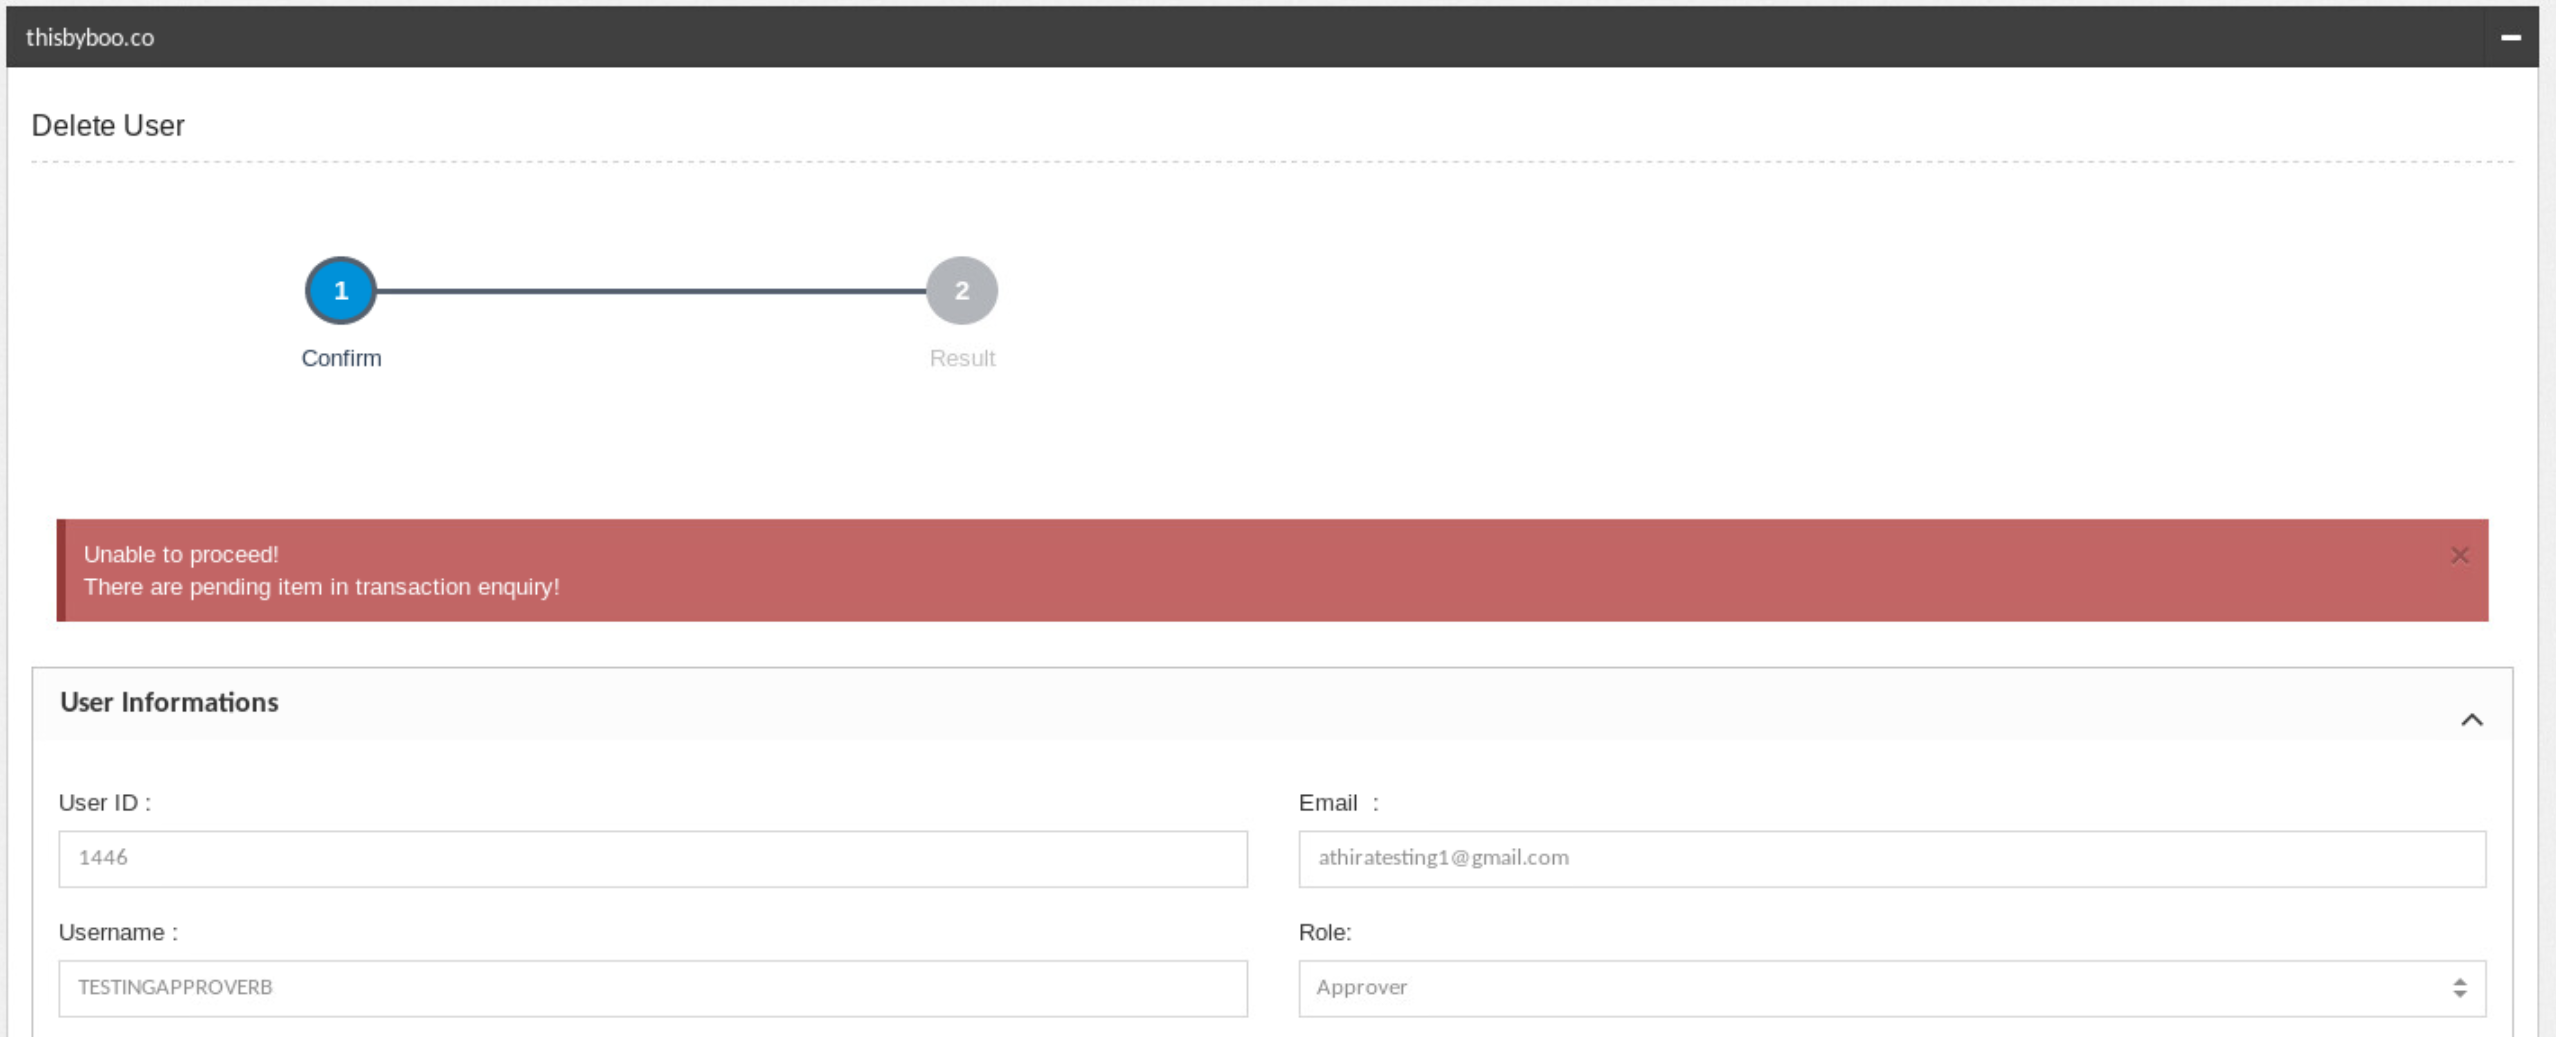 thisbyboo.co
Delete User
1
2
Confirm
Result
Unable to proceed!
There are pending item in transaction enquiry!
×
User Informations
User ID :
Email :
1446
athiratesting1@gmail.com
Username :
Role:
TESTINGAPPROVERB
Approver